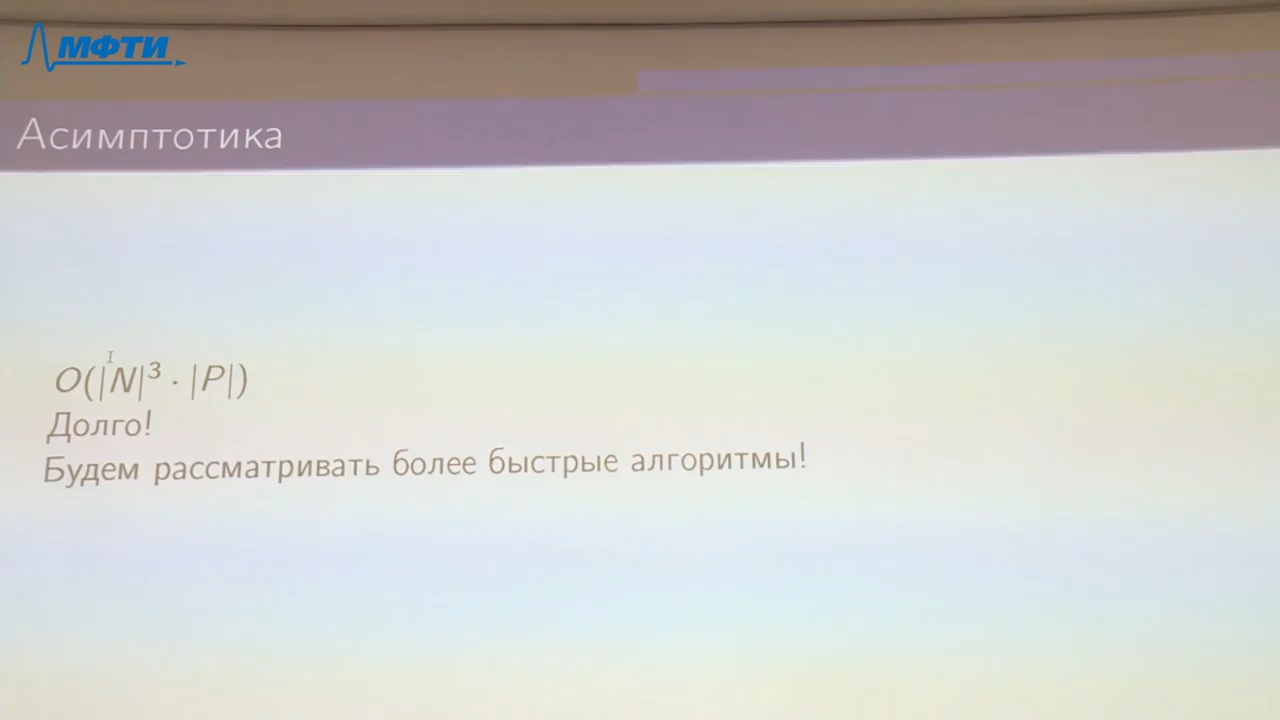 МФТИ
Асимптотика
O(|N|³ · |P|)
Долго!
Будем рассматривать более быстрые алгоритмы!